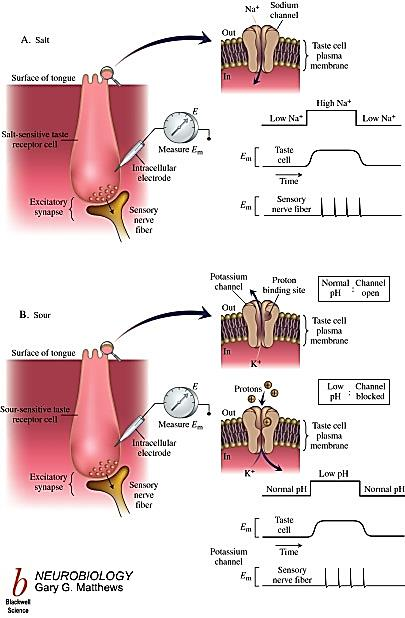 A. Salt
Na⁺
Sodium
channel
Out
In
Taste cell
plasma
membrane
Surface of tongue
Salt-sensitive taste
receptor cell
E
Measure Em
Intracellular
electrode
Excitatory
synapse
Sensory
nerve
fiber
High Na⁺
Low Na⁺
Low Na⁺
Em
Taste
cell
Time
Em
Sensory
nerve fiber
B. Sour
Potassium
channel
Proton
binding site
Normal : Channel
pH open
Out
In
K⁺
Taste cell
plasma
membrane
Surface of tongue
Sour-sensitive taste
receptor cell
E
Measure Em
Intracellular
electrode
Excitatory
synapse
Sensory
nerve
fiber
Protons
Low : Channel
pH blocked
Out
In
K⁺
Taste cell
plasma
membrane
Low pH
Normal pH
Normal pH
Em
Taste
cell
Time
Potassium
channel
Em
Sensory
nerve fiber
b
Blackwell
Science
NEUROBIOLOGY
Gary G. Matthews